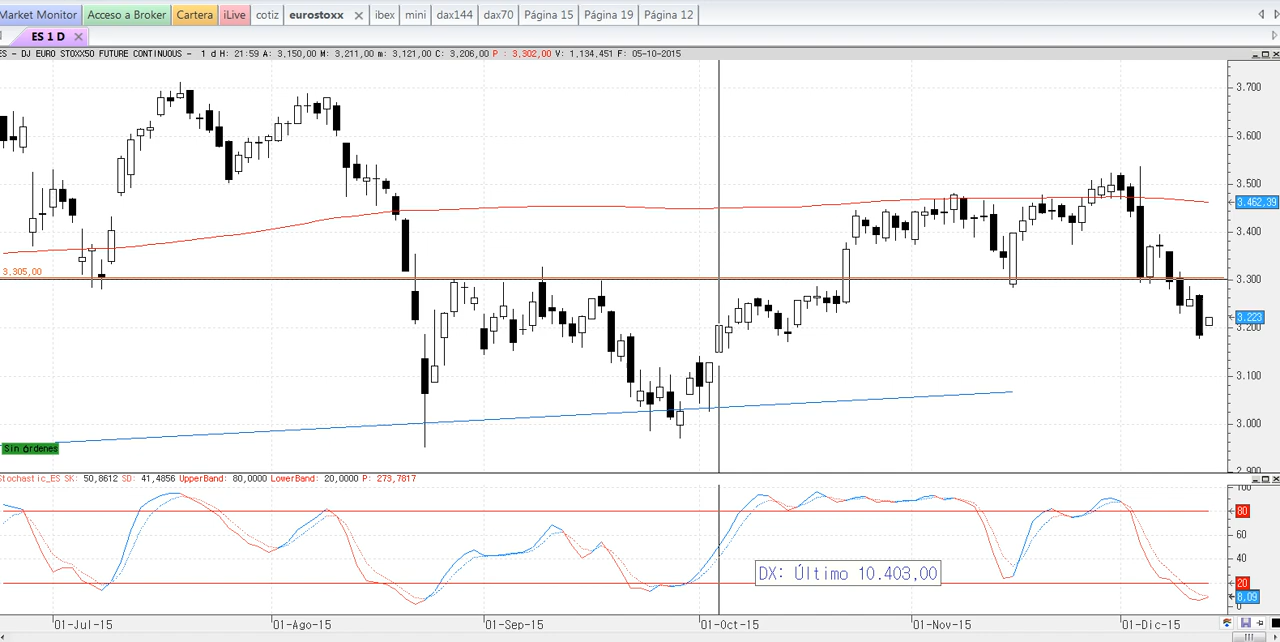 Market Monitor Acceso a Broker Cartera iLive cotiz eurostoxx ibex mini dax144 dax70 Página 15 Página 19 Página 12
ES 1 D
ES - DJ EURO STOXX50 FUTURE CONTINUOUS - 1 d H: 21:59 A: 3,150,00 M: 3,211,00 m: 3,121,00 C: 3,206,00 P : 3,302,00 V: 1,134,451 F: 05-10-2015
3.700
3.600
3.500
3.462,39
3.400
3,305,00
3.300
3.223
3.200
3.100
3.000
Sin órdenes
2.900
Stochastic_ES SK: 50,8612 SD: 41,4856 UpperBand: 80,0000 LowerBand: 20,0000 P: 273,7817
100
80
60
40
DX: Último 10.403,00
20
8,09
0
01-Jul-15 01-Ago-15 01-Sep-15 01-Oct-15 01-Nov-15 01-Dic-15